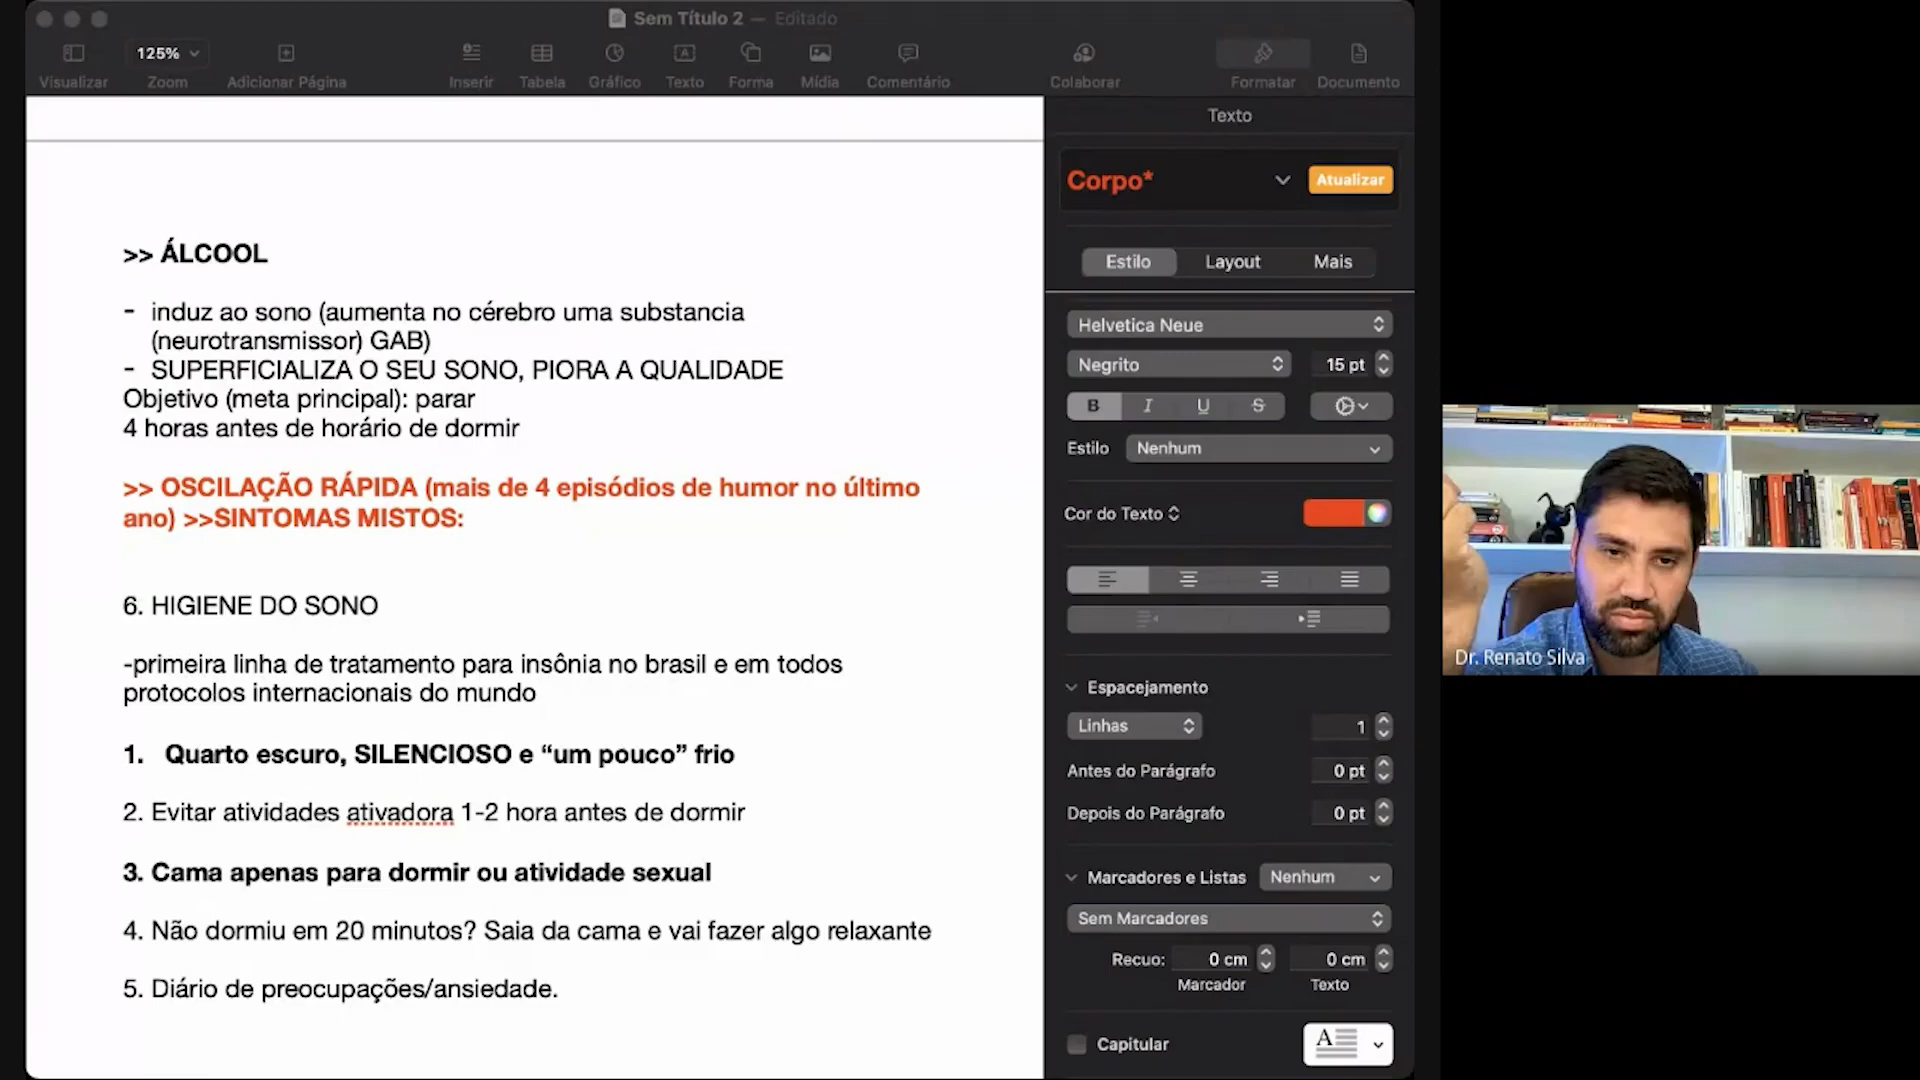 Sem Título 2 — Editado
125%
Visualizar Zoom Adicionar Página Inserir Tabela Gráfico Texto Forma Mídia Comentário Colaborar Formatar Documento
>> ÁLCOOL
- induz ao sono (aumenta no cérebro uma substancia
(neurotransmissor) GAB)
- SUPERFICIALIZA O SEU SONO, PIORA A QUALIDADE
Objetivo (meta principal): parar
4 horas antes de horário de dormir
>> OSCILAÇÃO RÁPIDA (mais de 4 episódios de humor no último
ano) >>SINTOMAS MISTOS:
6. HIGIENE DO SONO
-primeira linha de tratamento para insônia no brasil e em todos
protocolos internacionais do mundo
1. Quarto escuro, SILENCIOSO e “um pouco” frio
2. Evitar atividades ativadora 1-2 hora antes de dormir
3. Cama apenas para dormir ou atividade sexual
4. Não dormiu em 20 minutos? Saia da cama e vai fazer algo relaxante
5. Diário de preocupações/ansiedade.
Texto
Corpo* Atualizar
Estilo Layout Mais
Helvetica Neue
Negrito 15 pt
B I U S
Estilo Nenhum
Cor do Texto
Espacejamento
Linhas 1
Antes do Parágrafo 0 pt
Depois do Parágrafo 0 pt
Marcadores e Listas Nenhum
Sem Marcadores
Recuo: 0 cm 0 cm
Marcador Texto
Capitular
A
Dr. Renato Silva